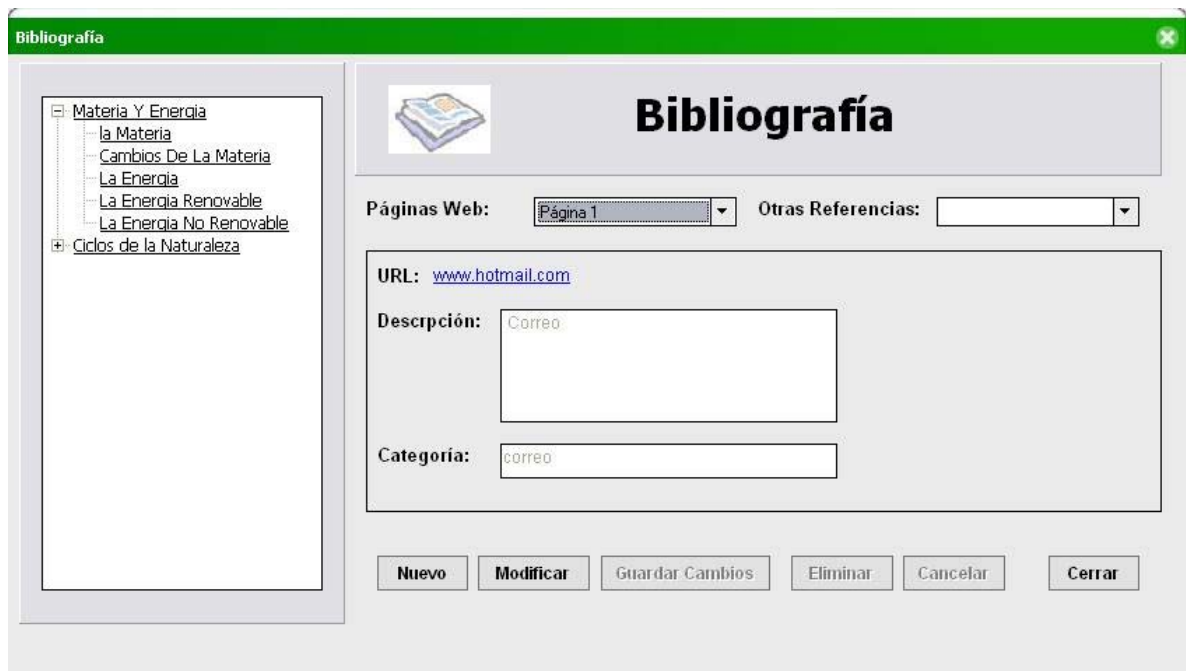 Bibliografía
Materia Y Energia
la Materia
Cambios De La Materia
La Energia
La Energia Renovable
La Energia No Renovable
Ciclos de la Naturaleza
Bibliografía
Páginas Web: Página 1 Otras Referencias:
URL: www.hotmail.com
Descrpción: Correo
Categoría: correo
Nuevo Modificar Guardar Cambios Eliminar Cancelar Cerrar